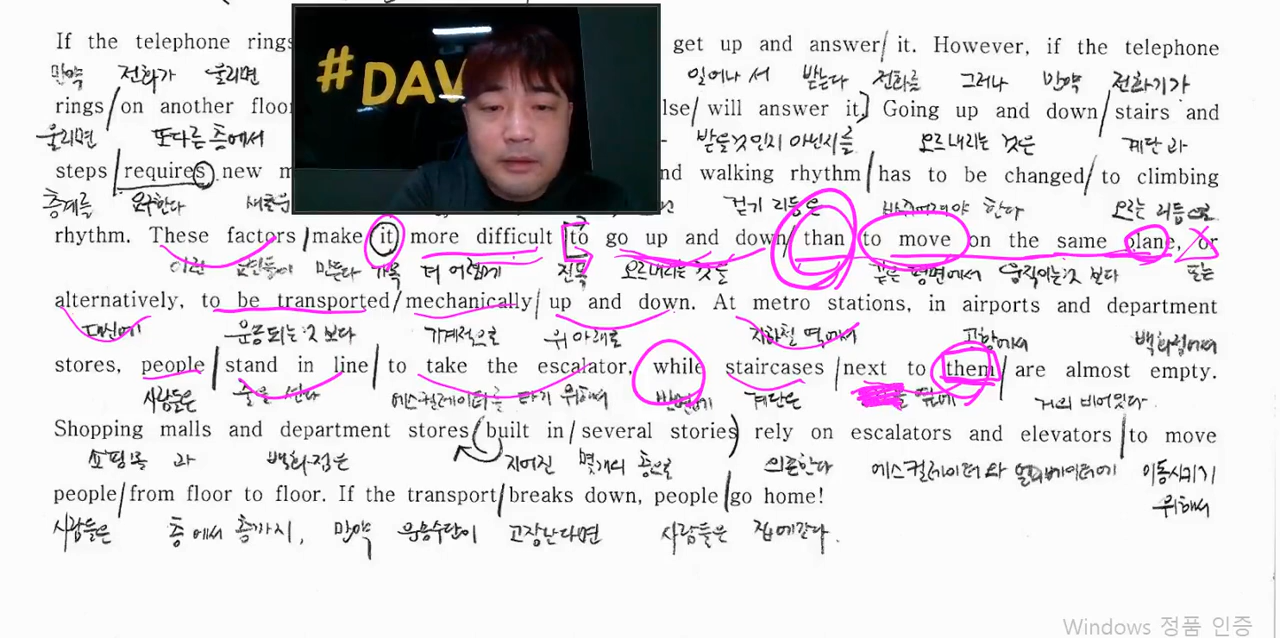 If the telephone rings get up and answer/ it. However, if the telephone
만약 전화가 울리면 일어나 서 받는다 전화를 그러나 만약 전화기가
#DAV
rings/on another floor lse/will answer it] Going up and down/stairs and
울리면 또다른 층에서 받을것인지 아닌지를 오르내리는 것은 계단 과
steps/requires new m nd walking rhythm/has to be changed/to climbing
층계를 요구한다 새로운 걷기 리듬은 바뀌어져야 한다 오르는 리듬으로
rhythm. These factors/make it more difficult to go up and down/than to move on the same plane, or
이런 요인들이 만든다 더 어렵게 진목 오르내리는 것을 같은 평면에서 움직이는것 보다 또는
alternatively, to be transported/mechanically/up and down. At metro stations, in airports and department
대신에 운송되는 것 보다 기계적으로 위 아래로 지하철 역에서 공항에서 백화점에서
stores, people/stand in line/to take the escalator, while staircases/next to them/are almost empty.
사람들은 줄을 선다 에스컬레이터를 타기 위해서 반면에 계단은 옆에 거의 비어있다.
Shopping malls and department stores(built in/several stories) rely on escalators and elevators/to move
쇼핑몰 과 백화점은 지어진 몇개의 층으로 의존한다 에스컬레이터와 엘리베이터에 이동시키기
위해서
people/from floor to floor. If the transport/breaks down, people/go home!
사람들은 층에서 층까지, 만약 운송수단이 고장난다면 사람들은 집에간다.
Windows 정품 인증